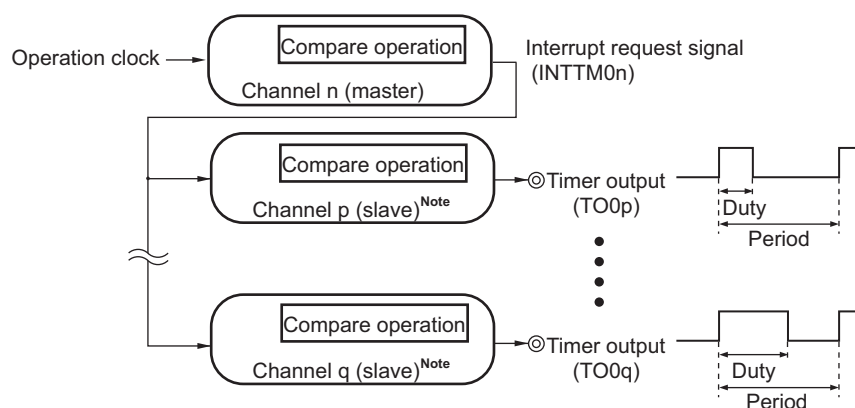 Compare operation
Operation clock
Channel n (master)
Interrupt request signal
(INTTM0n)
Compare operation
Channel p (slave)Note
Timer output
(TO0p)
Duty
Period
Compare operation
Channel q (slave)Note
Timer output
(TO0q)
Duty
Period